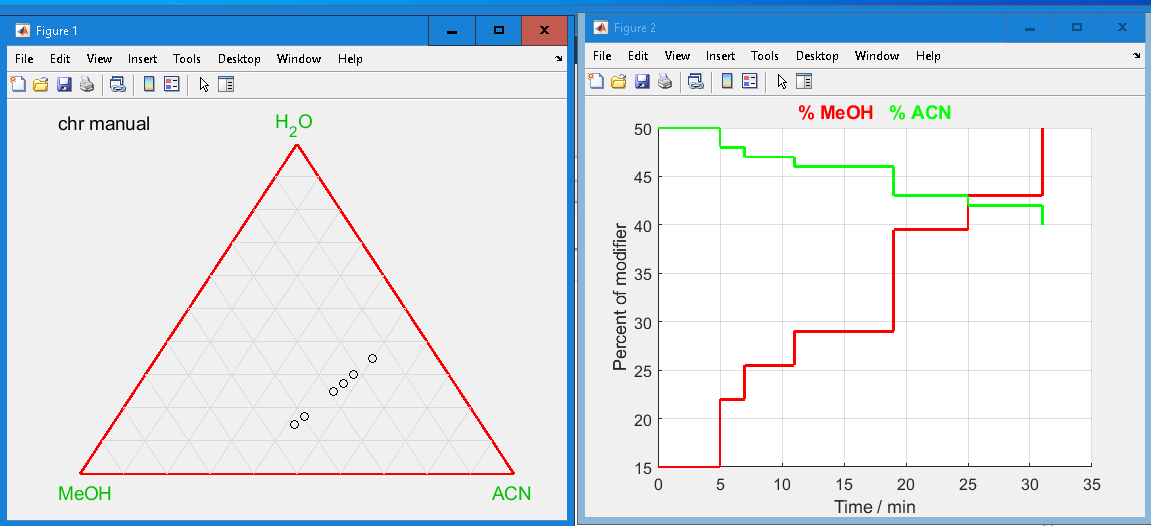 Figure 1
File Edit View Insert Tools Desktop Window Help
chr manual
H2O
MeOH
ACN
Figure 2
File Edit View Insert Tools Desktop Window Help
% MeOH % ACN
50
45
40
35
30
25
20
15
Percent of modifier
0 5 10 15 20 25 30 35
Time / min